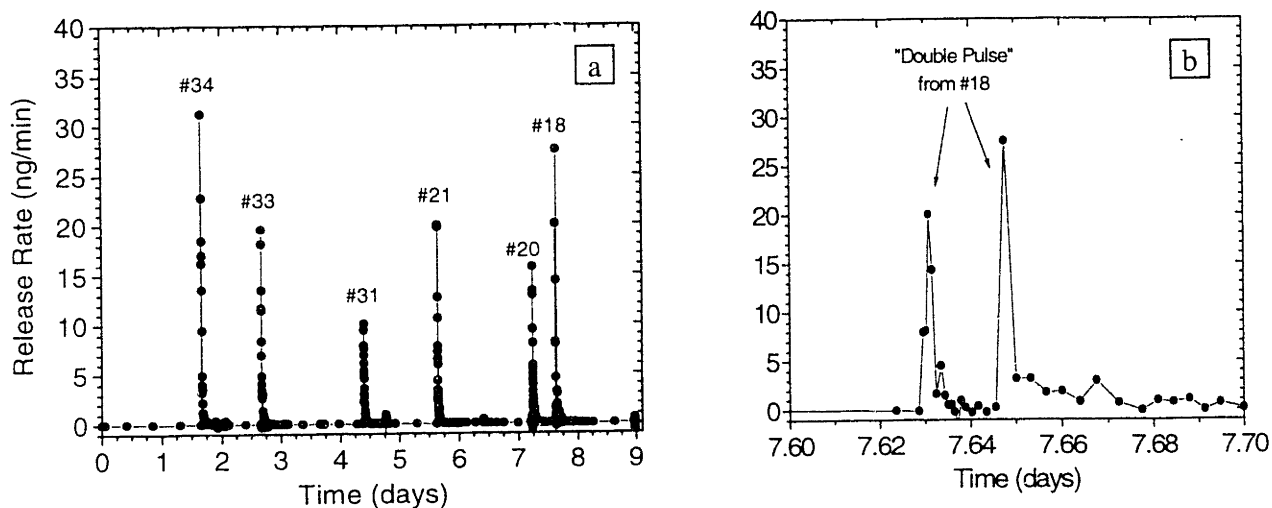 40
35
30
25
20
15
10
5
0
Release Rate (ng/min)
a
#34
#33
#31
#21
#20
#18
0 1 2 3 4 5 6 7 8 9
Time (days)
40
35
30
25
20
15
10
5
0
b
"Double Pulse"
from #18
7.60 7.62 7.64 7.66 7.68 7.70
Time (days)